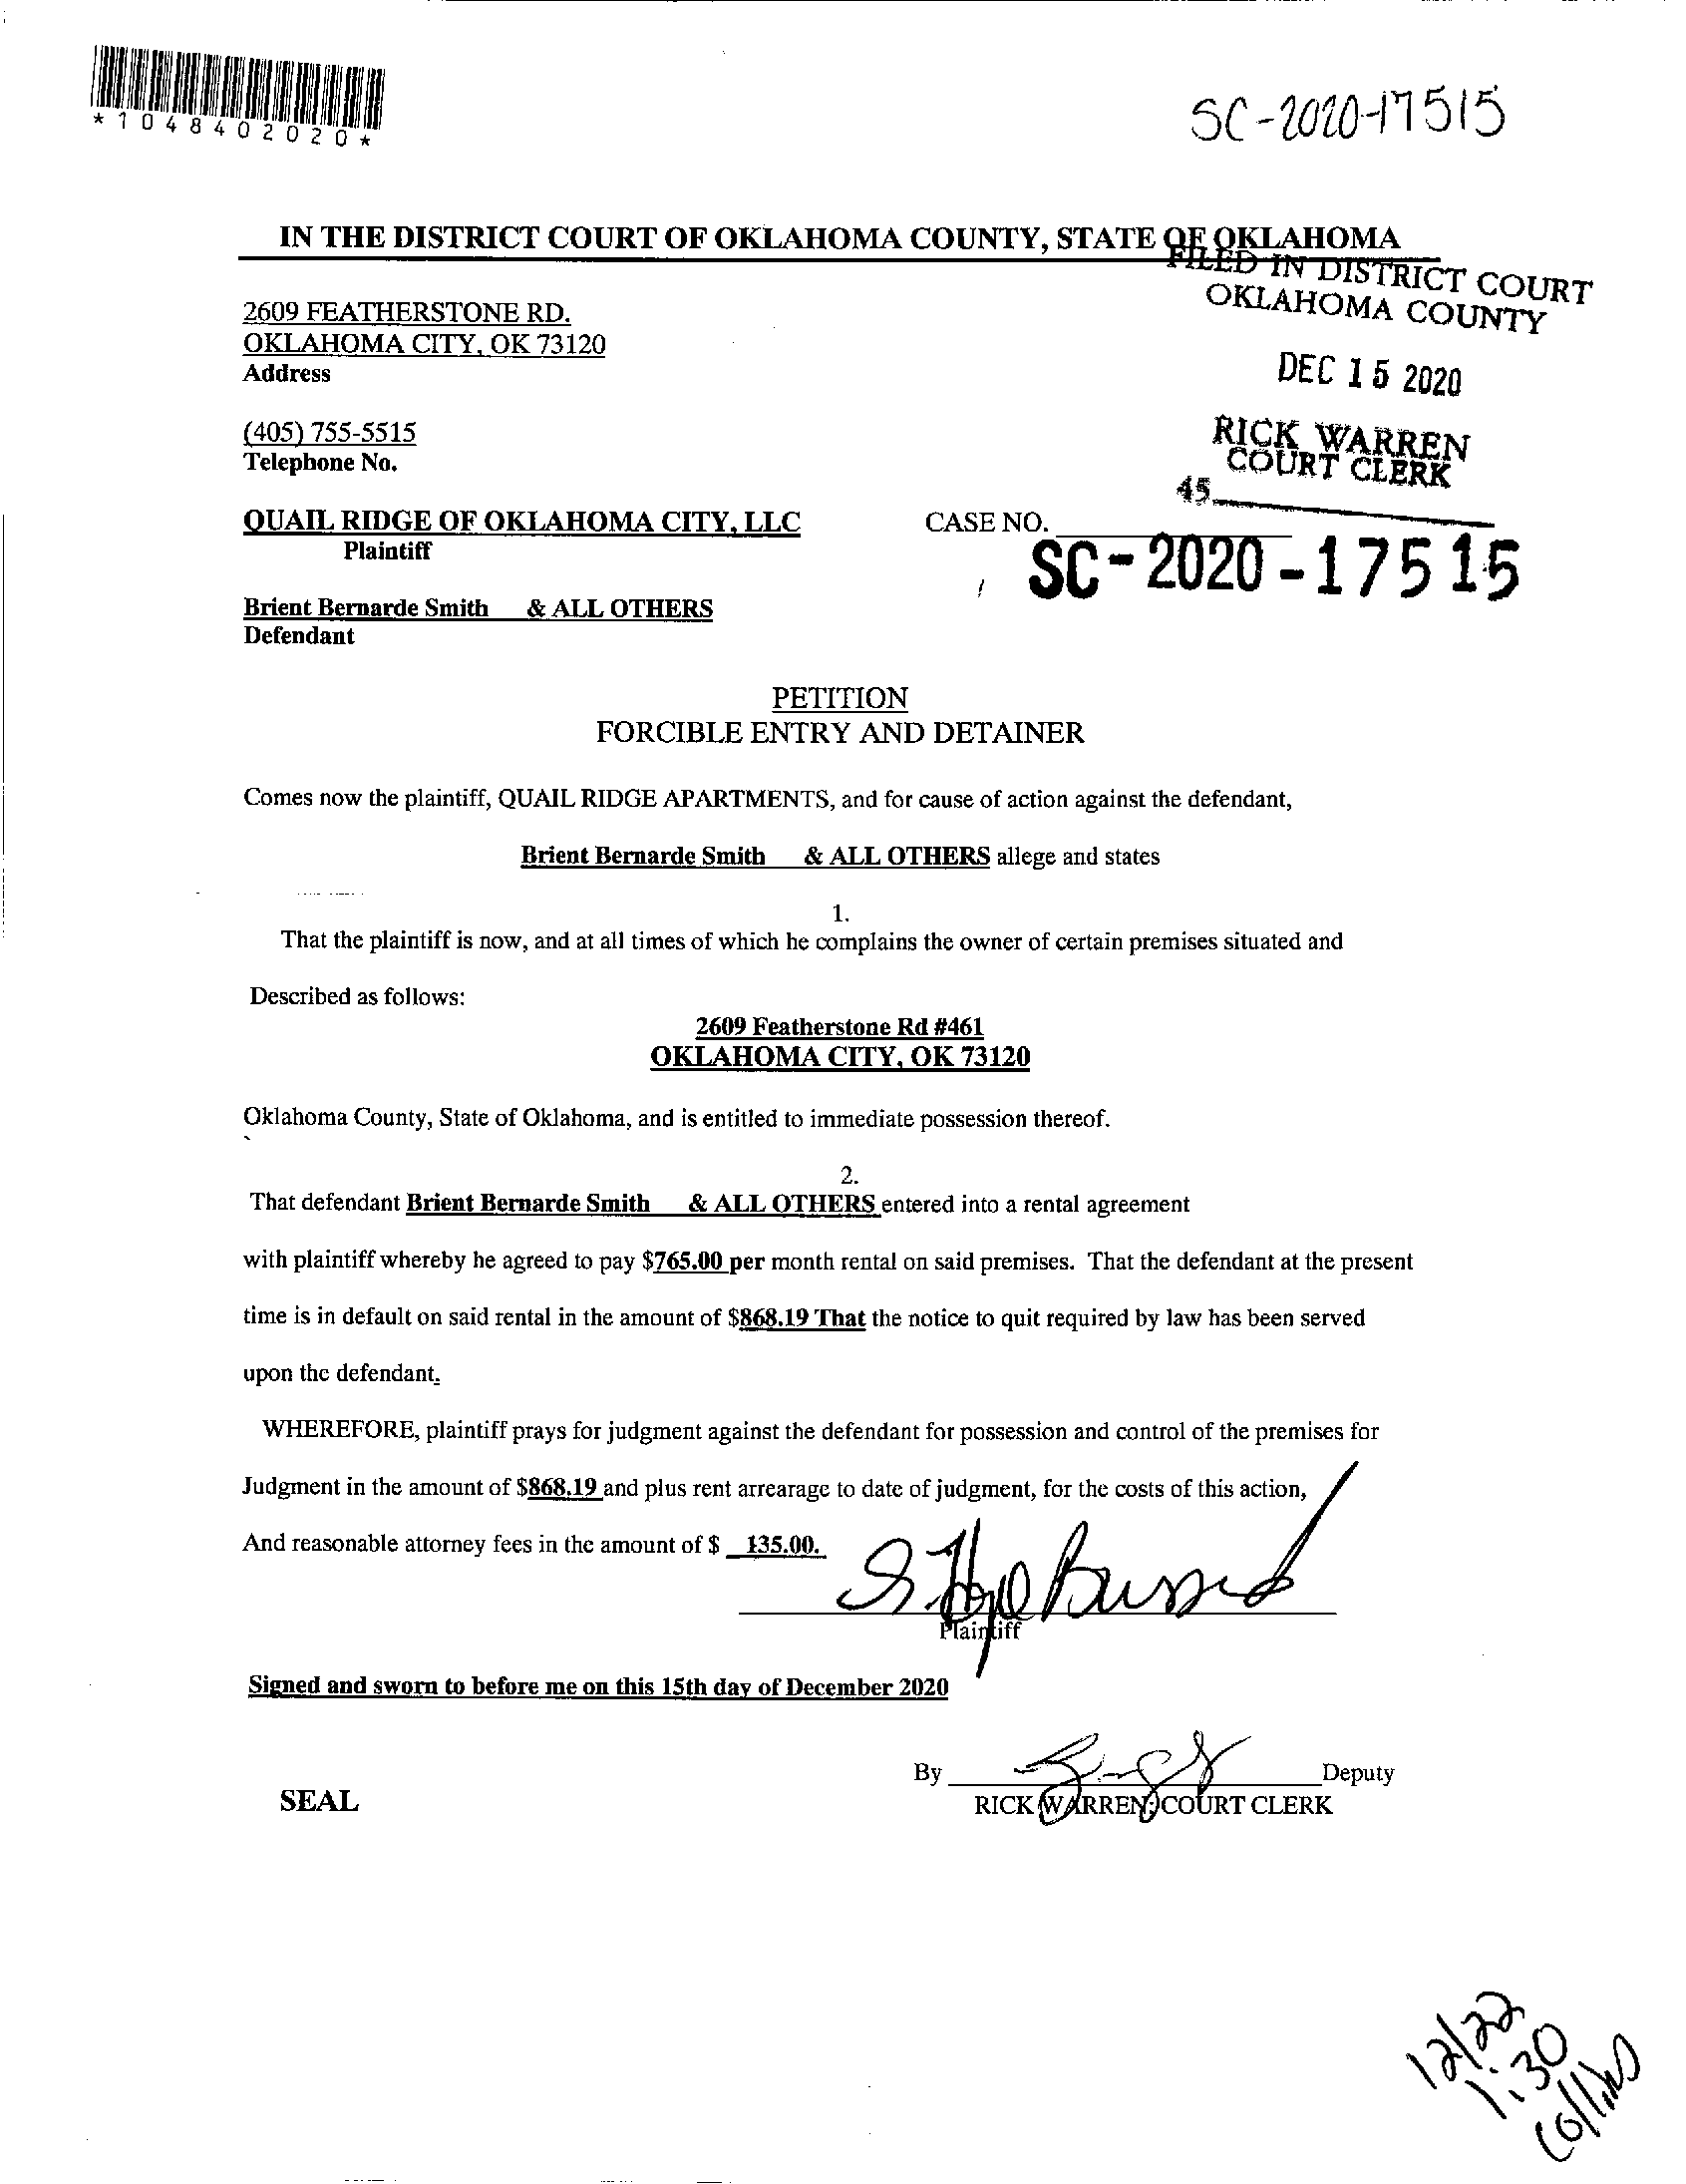 *1048402020*
SC-2020-17515
IN THE DISTRICT COURT OF OKLAHOMA COUNTY, STATE OF OKLAHOMA
FILED IN DISTRICT COURT
OKLAHOMA COUNTY
2609 FEATHERSTONE RD.
OKLAHOMA CITY, OK 73120
Address
DEC 15 2020
(405) 755-5515
Telephone No.
RICK WARREN
COURT CLERK
45
QUAIL RIDGE OF OKLAHOMA CITY, LLC
Plaintiff
CASE NO.
SC-2020-17515
Brient Bernarde Smith & ALL OTHERS
Defendant
PETITION
FORCIBLE ENTRY AND DETAINER
Comes now the plaintiff, QUAIL RIDGE APARTMENTS, and for cause of action against the defendant,
Brient Bernarde Smith & ALL OTHERS allege and states
1.
That the plaintiff is now, and at all times of which he complains the owner of certain premises situated and
Described as follows:
2609 Featherstone Rd #461
OKLAHOMA CITY, OK 73120
Oklahoma County, State of Oklahoma, and is entitled to immediate possession thereof.
2.
That defendant Brient Bernarde Smith & ALL OTHERS entered into a rental agreement
with plaintiff whereby he agreed to pay $765.00 per month rental on said premises. That the defendant at the present
time is in default on said rental in the amount of $868.19 That the notice to quit required by law has been served
upon the defendant.
WHEREFORE, plaintiff prays for judgment against the defendant for possession and control of the premises for
Judgment in the amount of $868.19 and plus rent arrearage to date of judgment, for the costs of this action,
And reasonable attorney fees in the amount of $ 135.00.
Plaintiff
Signed and sworn to before me on this 15th day of December 2020
By Deputy
RICK WARREN, COURT CLERK
SEAL
12/22
1:30
Collins